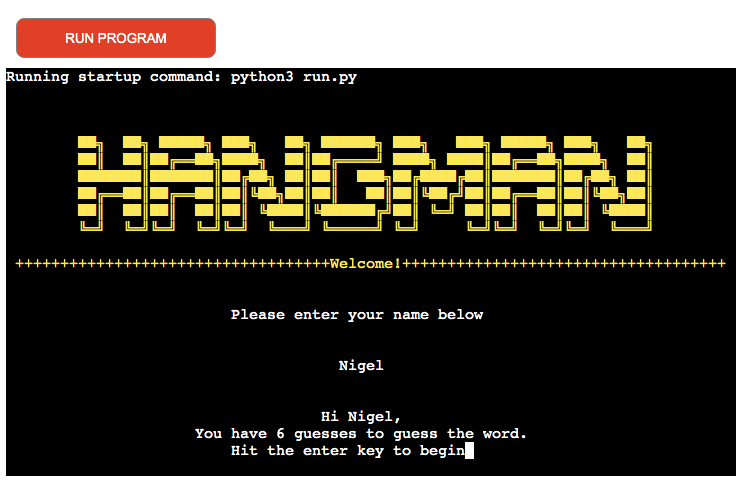 RUN PROGRAM
Running startup command: python3 run.py
HANGMAN
++++++++++++++++++++++++++++++++++++Welcome!++++++++++++++++++++++++++++++++++++
Please enter your name below
Nigel
Hi Nigel,
You have 6 guesses to guess the word.
Hit the enter key to begin